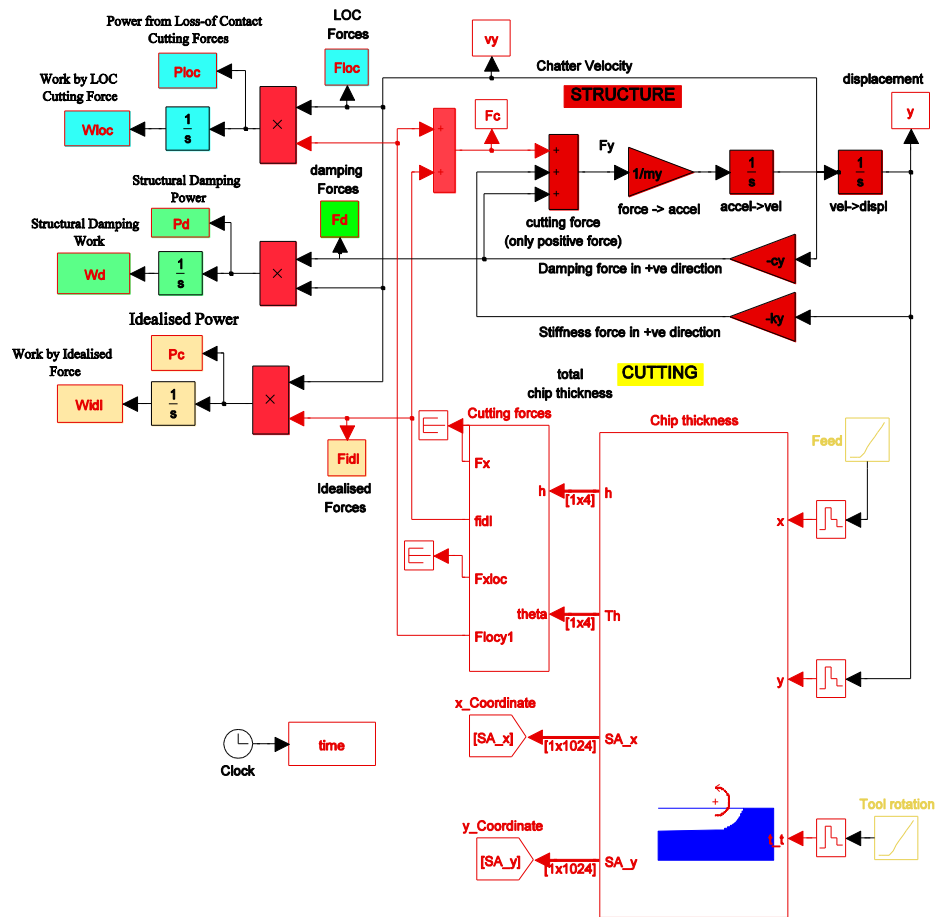 Power from Loss-of Contact
Cutting Forces
LOC
Forces
vy
Chatter Velocity
displacement
Ploc
Floc
STRUCTURE
y
Work by LOC
Cutting Force
Wloc
1
s
×
+
+
Fc
Fy
+
+
+
1/my
1
s
1
s
force -> accel
accel->vel
vel->displ
cutting force
(only positive force)
Structural Damping
Power
damping
Forces
Pd
Fd
Structural Damping
Work
Wd
1
s
×
-cy
Damping force in +ve direction
-ky
Stiffness force in +ve direction
Idealised Power
Pc
Work by Idealised
Force
Widl
1
s
×
total
chip thickness
CUTTING
Fidl
Idealised
Forces
Cutting forces
Chip thickness
Feed
Fx
h
[1x4]
h
x
fidl
Fxloc
theta
[1x4]
Th
Flocy1
y
x_Coordinate
[SA_x]
[1x1024]
SA_x
Clock
time
Tool rotation
y_Coordinate
[SA_y]
[1x1024]
SA_y
+
t_t